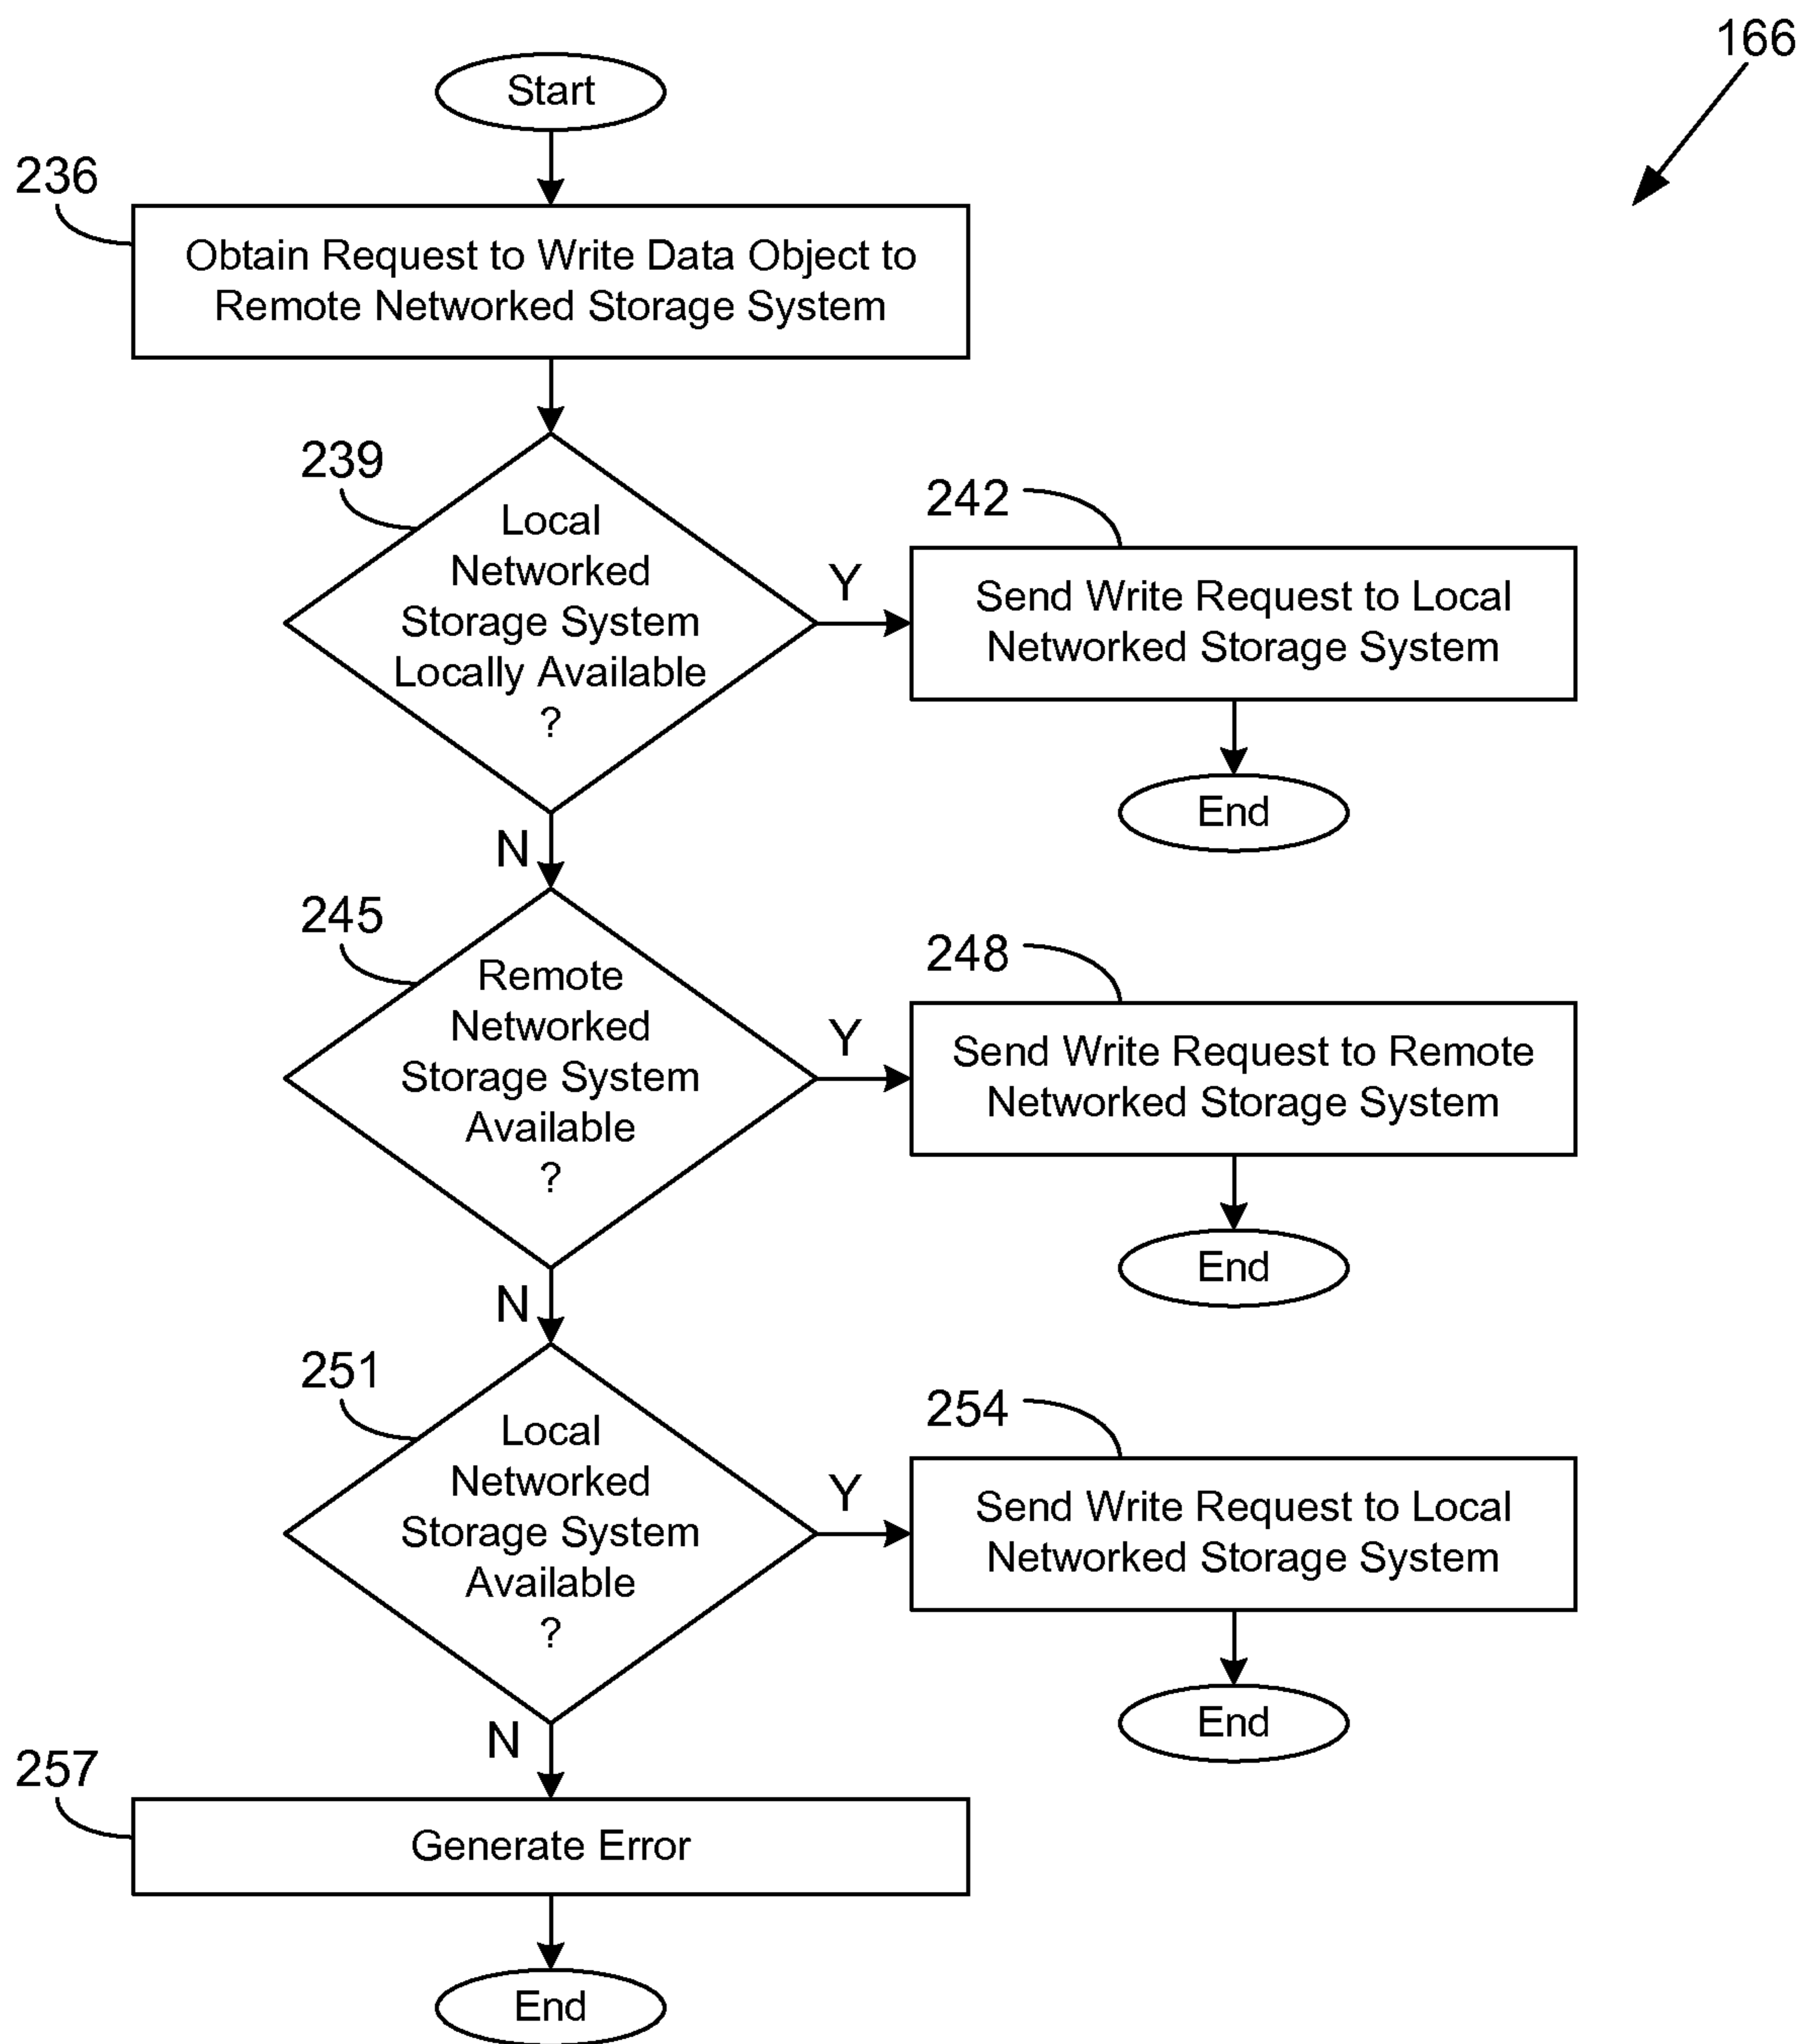 166
Start
236
Obtain Request to Write Data Object to
Remote Networked Storage System
239
Local
Networked
Storage System
Locally Available
?
Y
242
Send Write Request to Local
Networked Storage System
End
N
245
Remote
Networked
Storage System
Available
?
Y
248
Send Write Request to Remote
Networked Storage System
End
N
251
Local
Networked
Storage System
Available
?
Y
254
Send Write Request to Local
Networked Storage System
End
N
257
Generate Error
End